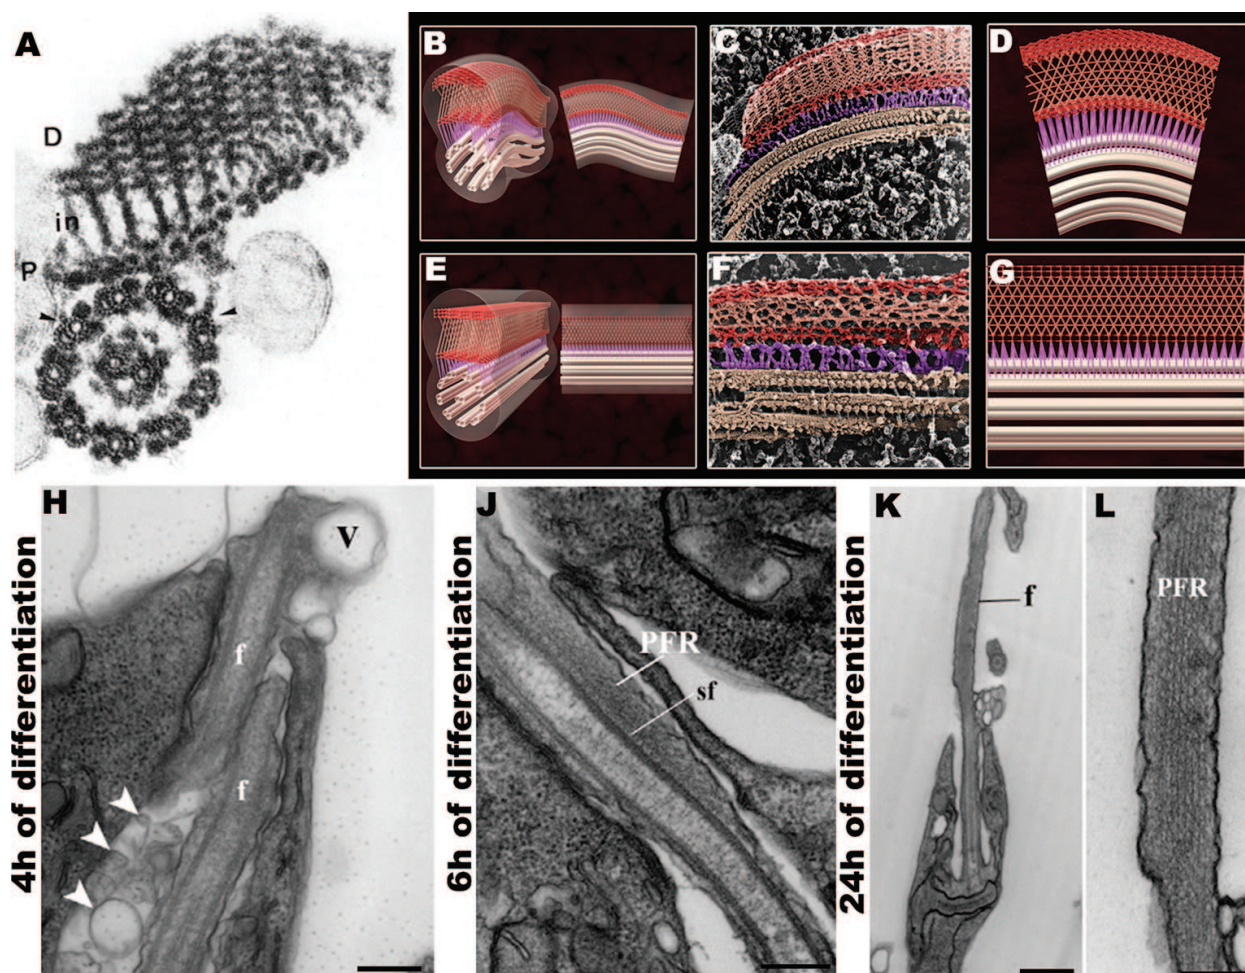 A
D
in
P
B
C
D
E
F
G
4h of differentiation
H
V
f
f
6h of differentiation
J
PFR
sf
24h of differentiation
K
f
L
PFR